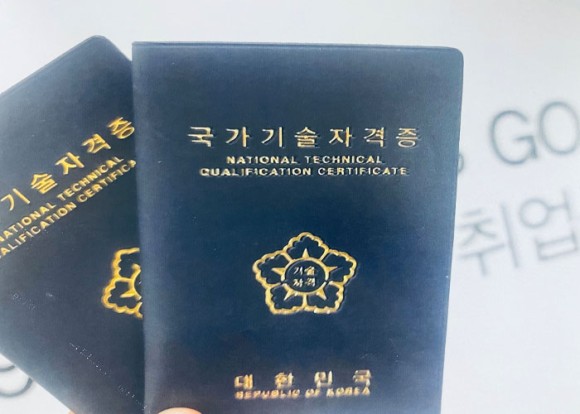 국가기술자격증
NATIONAL TECHNICAL
QUALIFICATION CERTIFICATE
기술
자격
대한민국
REPUBLIC OF KOREA
기술자격증
NATIONAL TECHNICAL
QUALIFICATION CERTIFICA
GO
취업